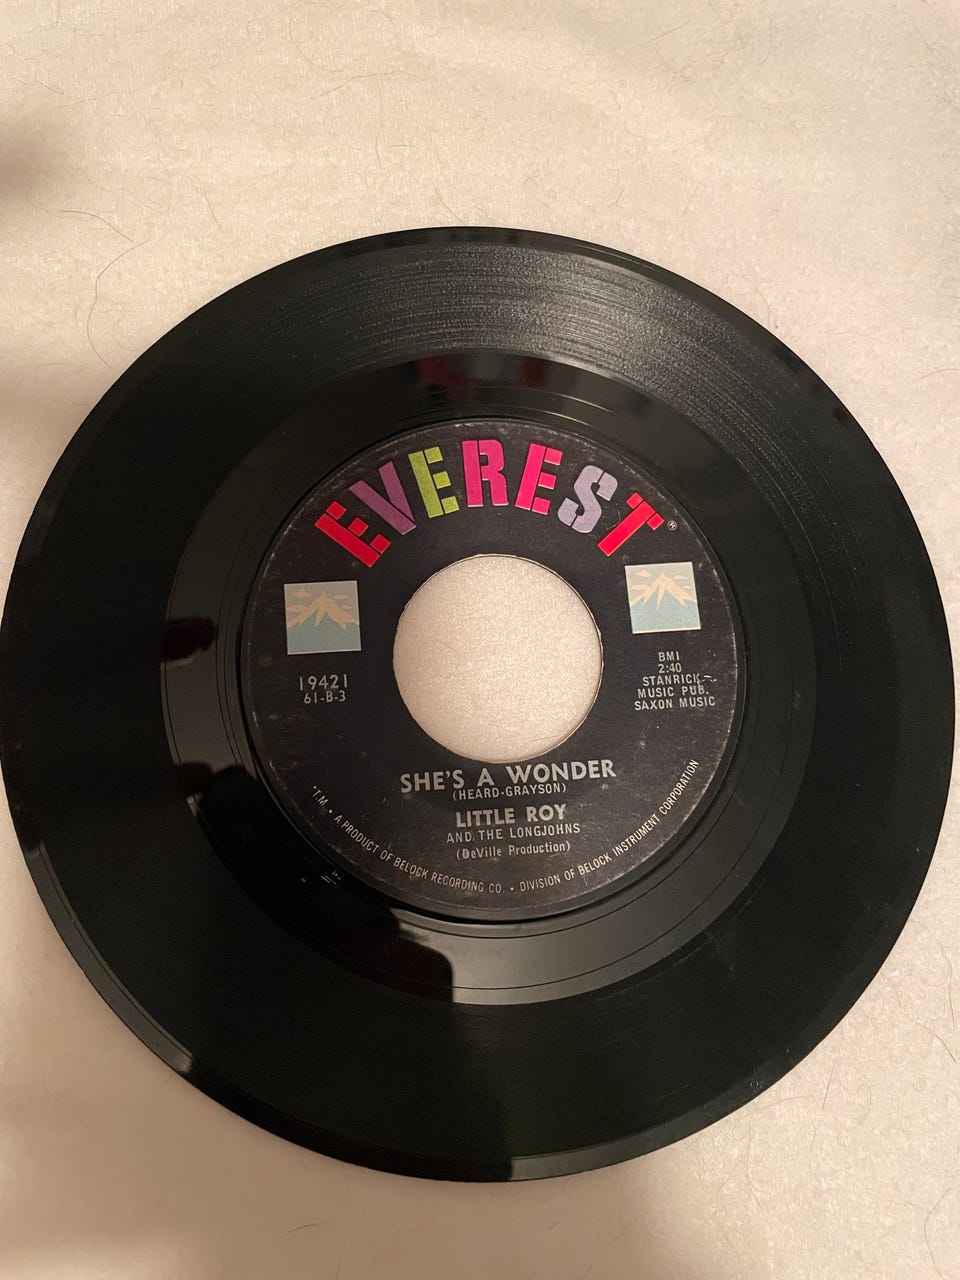 EVEREST®
19421
61-B-3
BMI
2:40
STANRICK
MUSIC PUB.
SAXON MUSIC
SHE'S A WONDER
(HEARD-GRAYSON)
LITTLE ROY
AND THE LONGJOHNS
(DeVille Production)
"T.M. • A PRODUCT OF BELOCK RECORDING CO. • DIVISION OF BELOCK INSTRUMENT CORPORATION